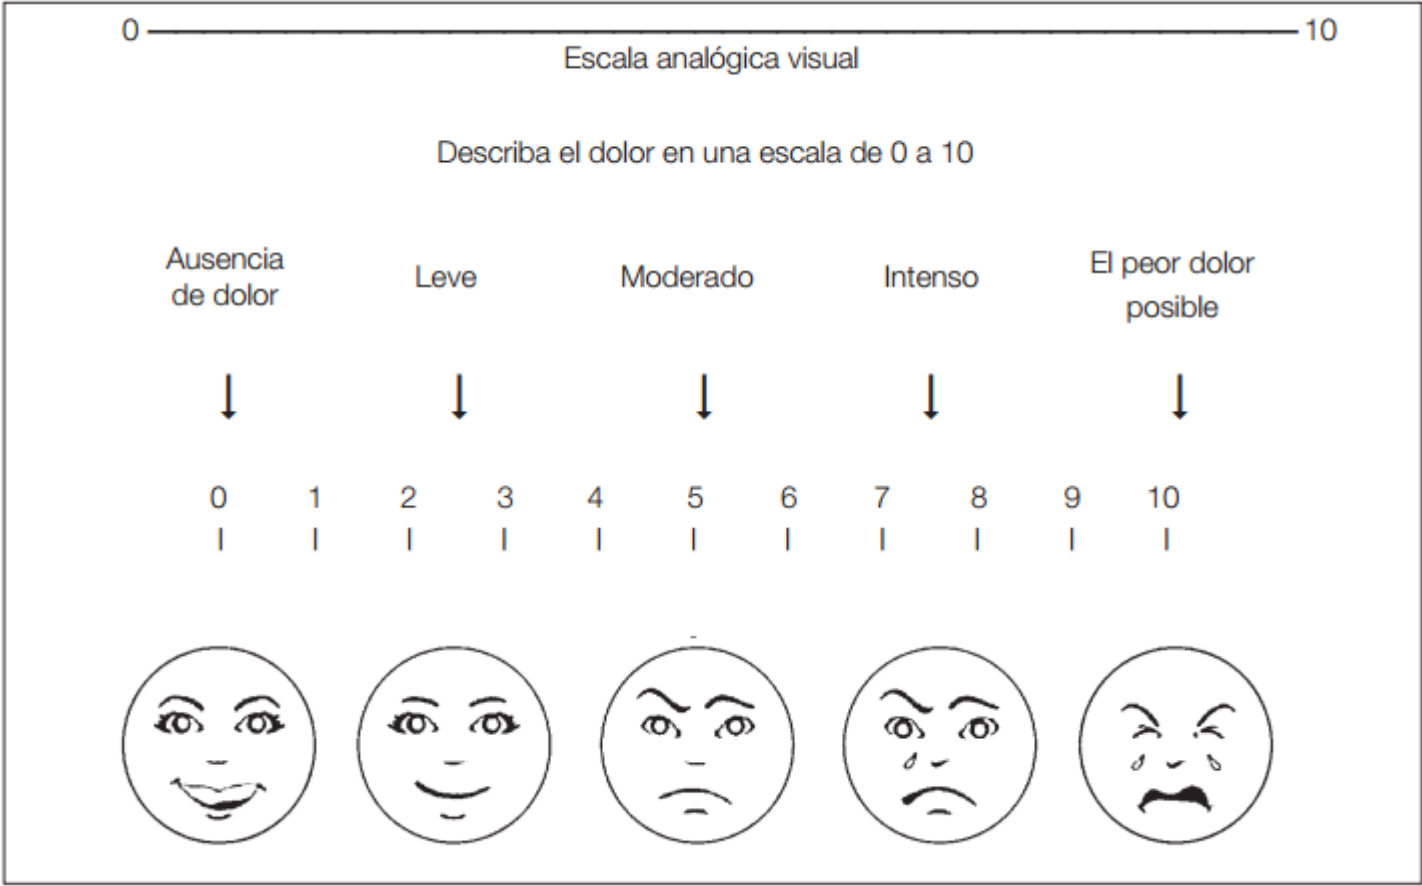 0 10
Escala analógica visual
Describa el dolor en una escala de 0 a 10
Ausencia de dolor
Leve
Moderado
Intenso
El peor dolor posible
0 1 2 3 4 5 6 7 8 9 10